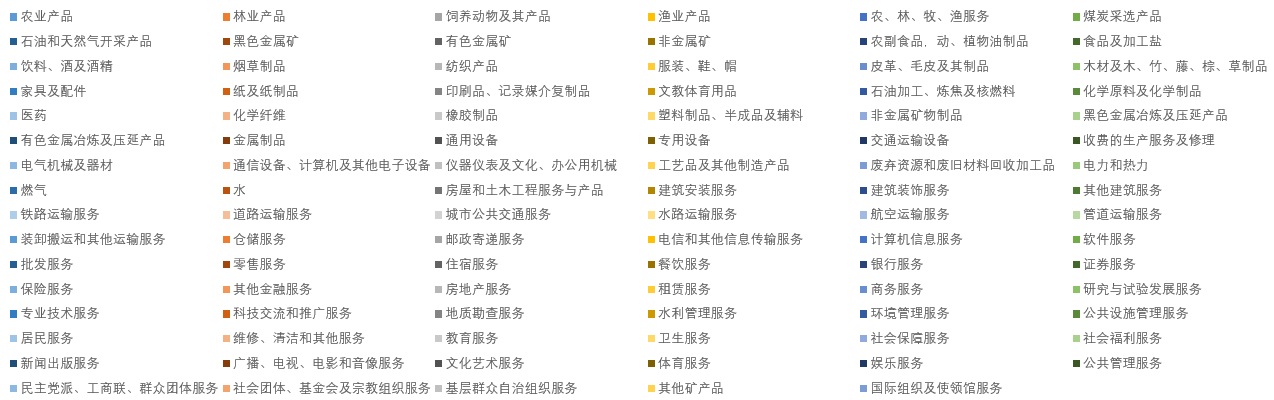 农业产品 林业产品 饲养动物及其产品 渔业产品 农、林、牧、渔服务 煤炭采选产品
石油和天然气开采产品 黑色金属矿 有色金属矿 非金属矿 农副食品, 动、植物油制品 食品及加工盐
饮料、酒及酒精 烟草制品 纺织产品 服装、鞋、帽 皮革、毛皮及其制品 木材及木、竹、藤、棕、草制品
家具及配件 纸及纸制品 印刷品、记录媒介复制品 文教体育用品 石油加工、炼焦及核燃料 化学原料及化学制品
医药 化学纤维 橡胶制品 塑料制品、半成品及辅料 非金属矿物制品 黑色金属冶炼及压延产品
有色金属冶炼及压延产品 金属制品 通用设备 专用设备 交通运输设备 收费的生产服务及修理
电气机械及器材 通信设备、计算机及其他电子设备 仪器仪表及文化、办公用机械 工艺品及其他制造产品 废弃资源和废旧材料回收加工品 电力和热力
燃气 水 房屋和土木工程服务与产品 建筑安装服务 建筑装饰服务 其他建筑服务
铁路运输服务 道路运输服务 城市公共交通服务 水路运输服务 航空运输服务 管道运输服务
装卸搬运和其他运输服务 仓储服务 邮政寄递服务 电信和其他信息传输服务 计算机信息服务 软件服务
批发服务 零售服务 住宿服务 餐饮服务 银行服务 证券服务
保险服务 其他金融服务 房地产服务 租赁服务 商务服务 研究与试验发展服务
专业技术服务 科技交流和推广服务 地质勘查服务 水利管理服务 环境管理服务 公共设施管理服务
居民服务 维修、清洁和其他服务 教育服务 卫生服务 社会保障服务 社会福利服务
新闻出版服务 广播、电视、电影和音像服务 文化艺术服务 体育服务 娱乐服务 公共管理服务
民主党派、工商联、群众团体服务 社会团体、基金会及宗教组织服务 基层群众自治组织服务 其他矿产品 国际组织及使领馆服务